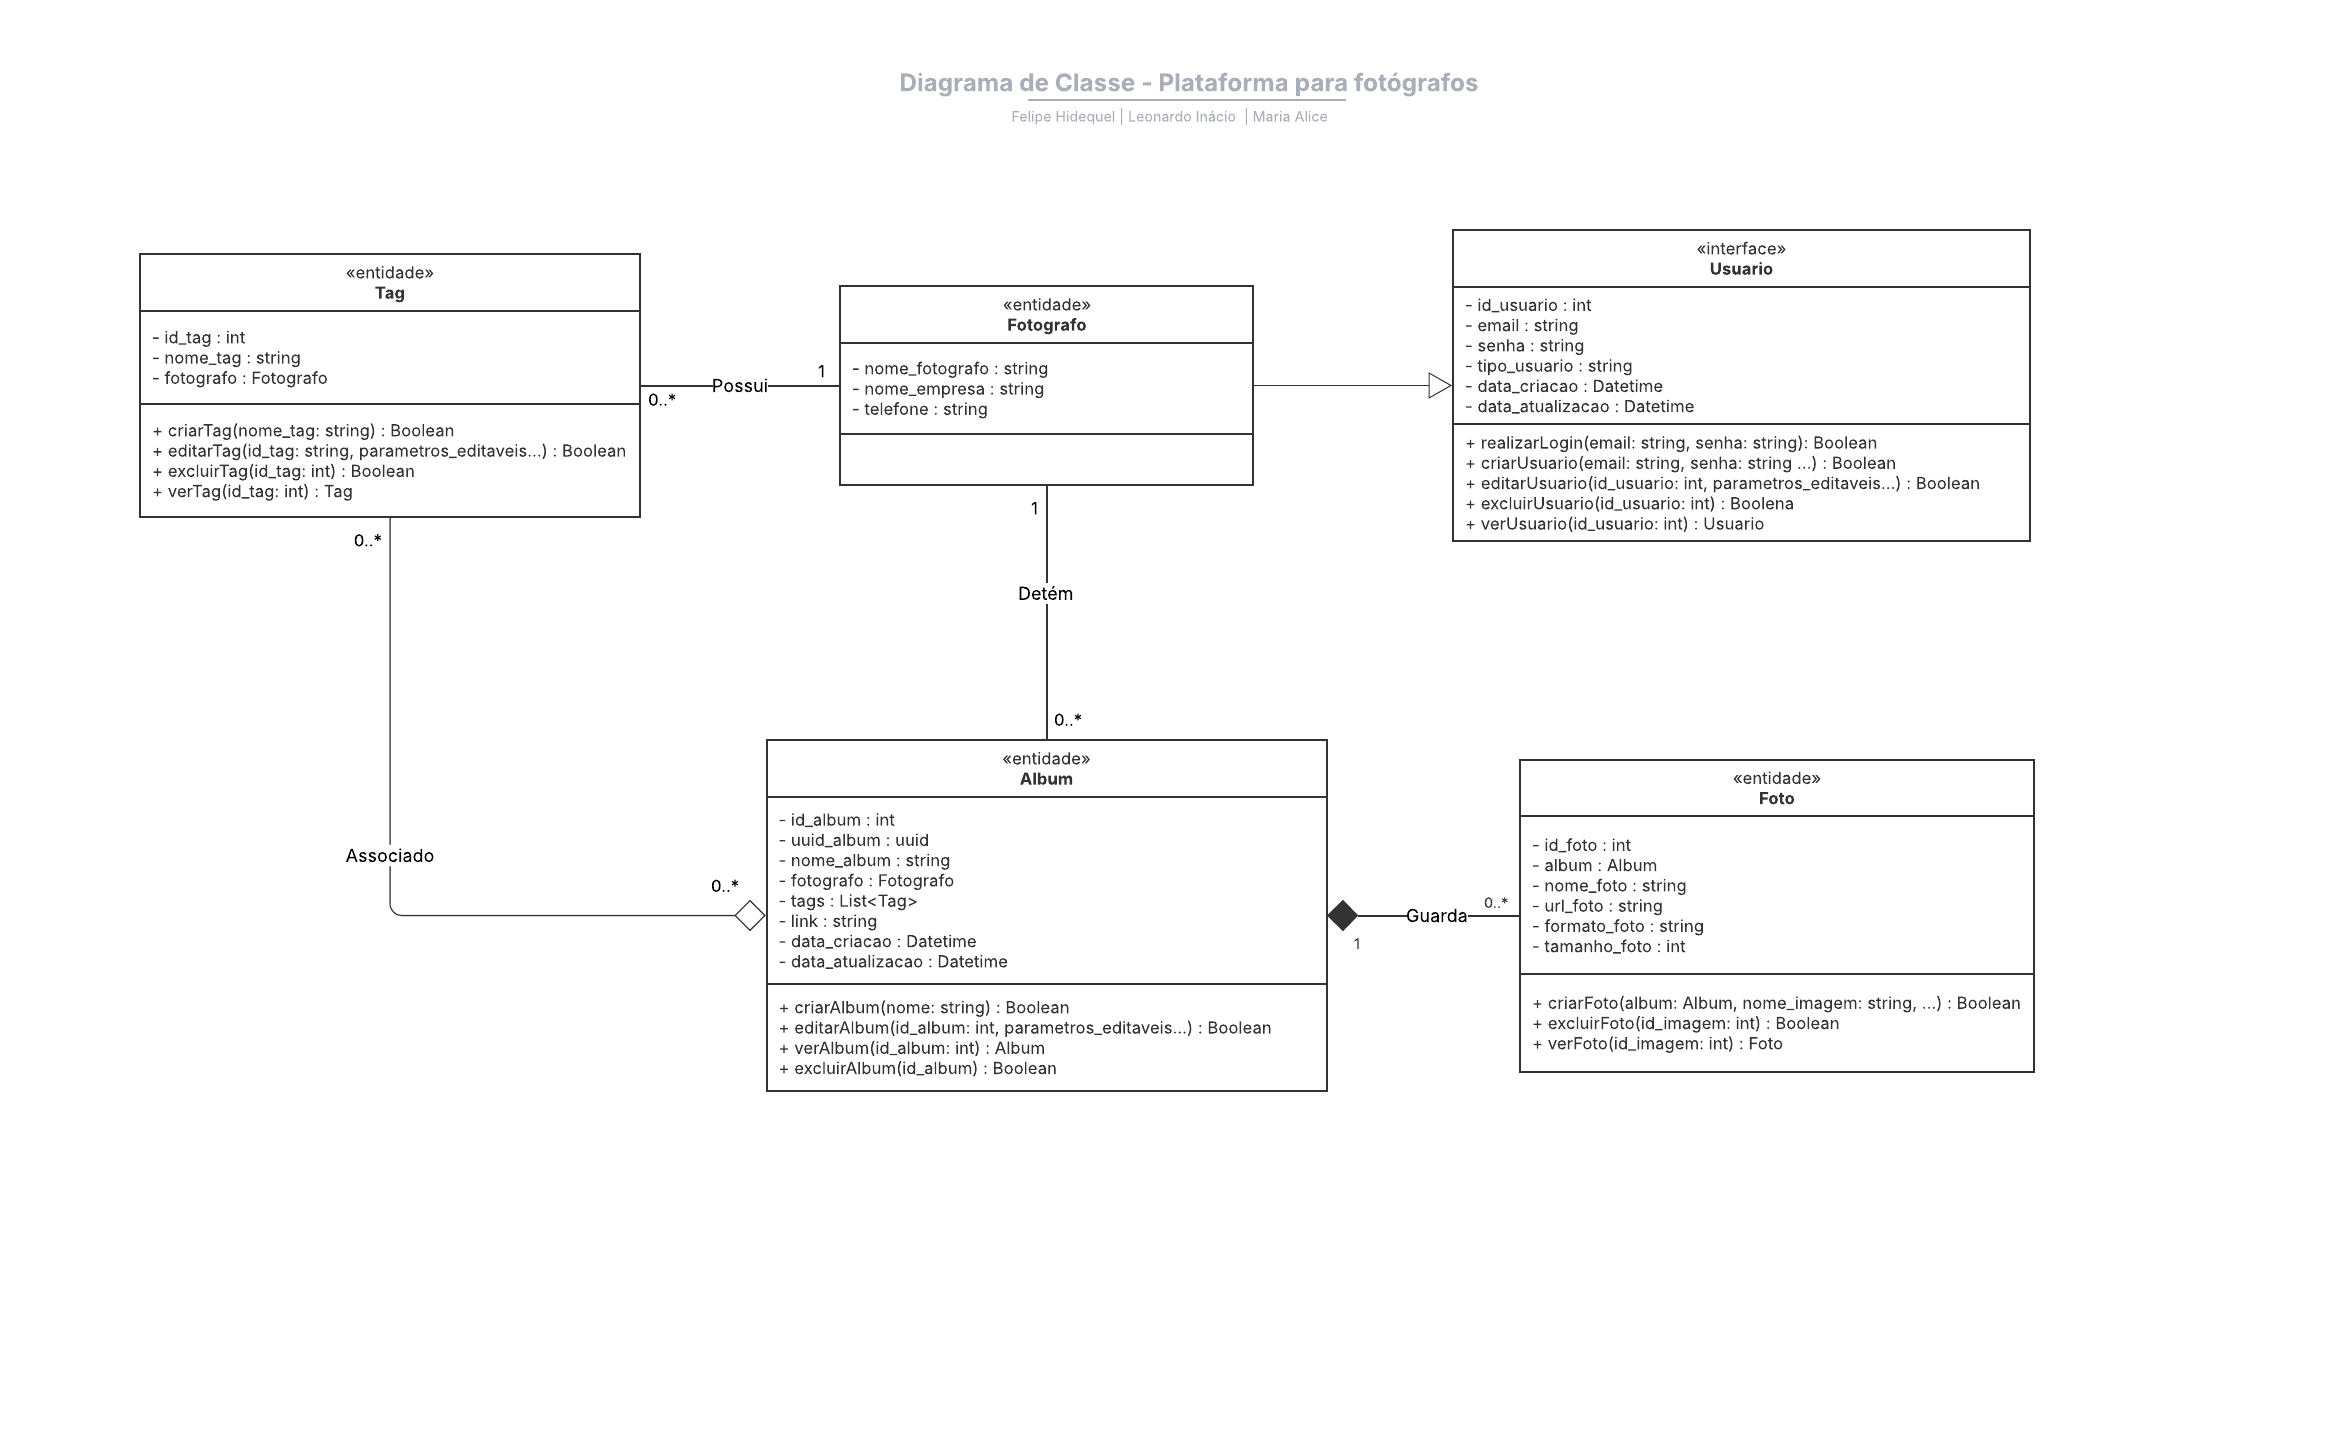 Diagrama de Classe - Plataforma para fotógrafos
Felipe Hidequel | Leonardo Inácio | Maria Alice
«entidade»
Tag
- id_tag : int
- nome_tag : string
- fotografo : Fotografo
+ criarTag(nome_tag: string) : Boolean
+ editarTag(id_tag: string, parametros_editaveis...) : Boolean
+ excluirTag(id_tag: int) : Boolean
+ verTag(id_tag: int) : Tag
0..*
Possui
1
«entidade»
Fotografo
- nome_fotografo : string
- nome_empresa : string
- telefone : string
«interface»
Usuario
- id_usuario : int
- email : string
- senha : string
- tipo_usuario : string
- data_criacao : Datetime
- data_atualizacao : Datetime
+ realizarLogin(email: string, senha: string): Boolean
+ criarUsuario(email: string, senha: string ...) : Boolean
+ editarUsuario(id_usuario: int, parametros_editaveis...) : Boolean
+ excluirUsuario(id_usuario: int) : Boolena
+ verUsuario(id_usuario: int) : Usuario
0..*
Associado
0..*
1
Detém
0..*
«entidade»
Album
- id_album : int
- uuid_album : uuid
- nome_album : string
- fotografo : Fotografo
- tags : List<Tag>
- link : string
- data_criacao : Datetime
- data_atualizacao : Datetime
+ criarAlbum(nome: string) : Boolean
+ editarAlbum(id_album: int, parametros_editaveis...) : Boolean
+ verAlbum(id_album: int) : Album
+ excluirAlbum(id_album) : Boolean
1
Guarda
0..*
«entidade»
Foto
- id_foto : int
- album : Album
- nome_foto : string
- url_foto : string
- formato_foto : string
- tamanho_foto : int
+ criarFoto(album: Album, nome_imagem: string, ...) : Boolean
+ excluirFoto(id_imagem: int) : Boolean
+ verFoto(id_imagem: int) : Foto